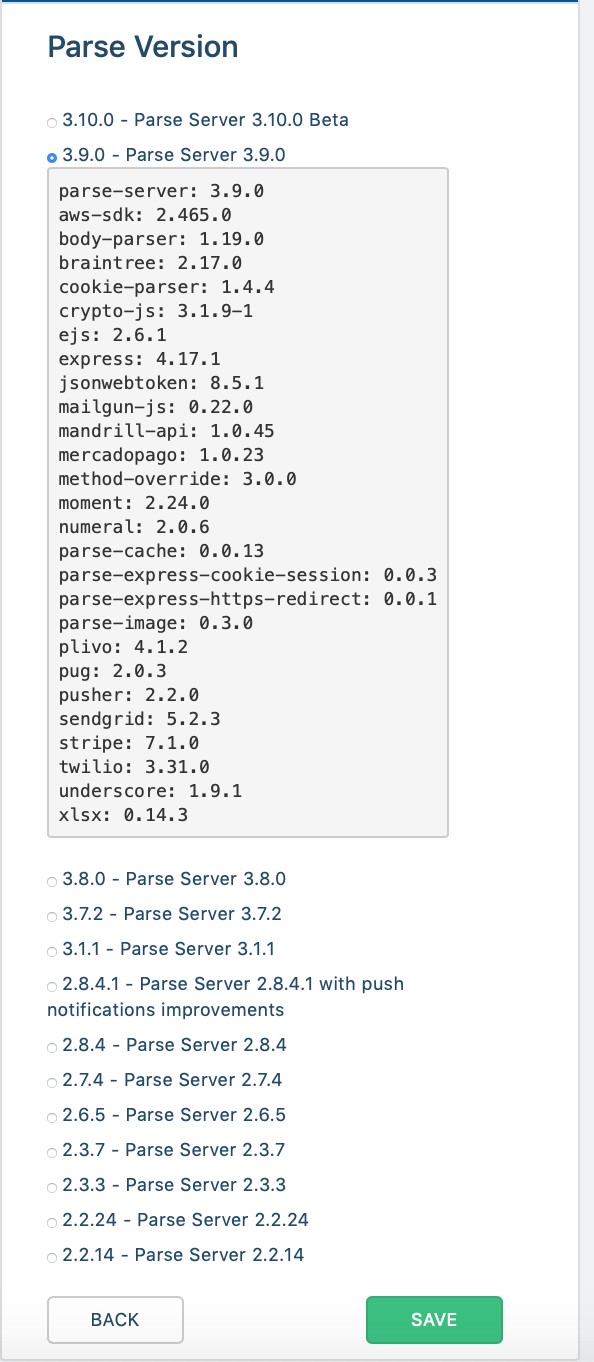 Parse Version
3.10.0 - Parse Server 3.10.0 Beta
3.9.0 - Parse Server 3.9.0
parse-server: 3.9.0
aws-sdk: 2.465.0
body-parser: 1.19.0
braintree: 2.17.0
cookie-parser: 1.4.4
crypto-js: 3.1.9-1
ejs: 2.6.1
express: 4.17.1
jsonwebtoken: 8.5.1
mailgun-js: 0.22.0
mandrill-api: 1.0.45
mercadopago: 1.0.23
method-override: 3.0.0
moment: 2.24.0
numeral: 2.0.6
parse-cache: 0.0.13
parse-express-cookie-session: 0.0.3
parse-express-https-redirect: 0.0.1
parse-image: 0.3.0
plivo: 4.1.2
pug: 2.0.3
pusher: 2.2.0
sendgrid: 5.2.3
stripe: 7.1.0
twilio: 3.31.0
underscore: 1.9.1
xlsx: 0.14.3
3.8.0 - Parse Server 3.8.0
3.7.2 - Parse Server 3.7.2
3.1.1 - Parse Server 3.1.1
2.8.4.1 - Parse Server 2.8.4.1 with push
notifications improvements
2.8.4 - Parse Server 2.8.4
2.7.4 - Parse Server 2.7.4
2.6.5 - Parse Server 2.6.5
2.3.7 - Parse Server 2.3.7
2.3.3 - Parse Server 2.3.3
2.2.24 - Parse Server 2.2.24
2.2.14 - Parse Server 2.2.14
BACK SAVE